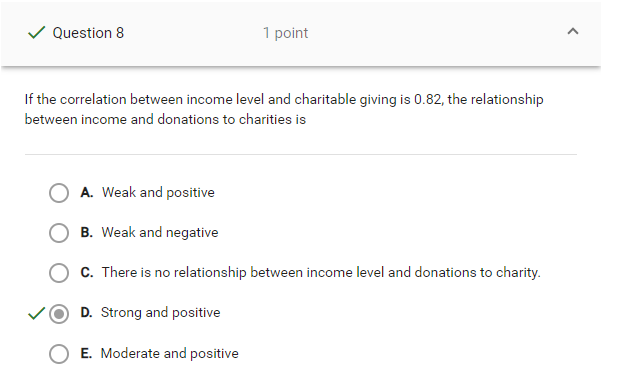 Question 8 1 point
If the correlation between income level and charitable giving is 0.82, the relationship
between income and donations to charities is
A. Weak and positive
B. Weak and negative
C. There is no relationship between income level and donations to charity.
D. Strong and positive
E. Moderate and positive